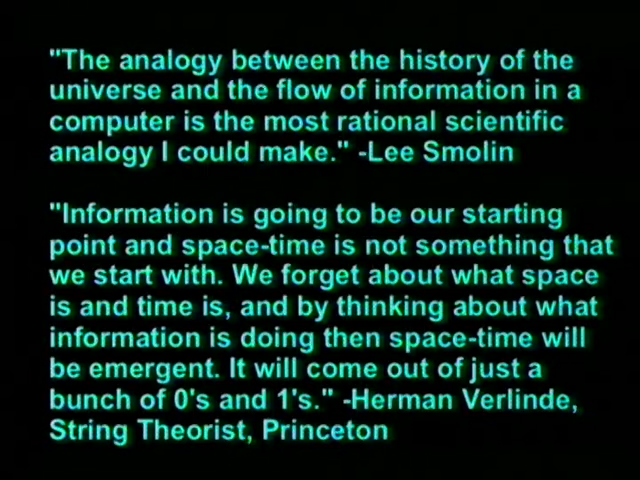 "The analogy between the history of the
universe and the flow of information in a
computer is the most rational scientific
analogy I could make." -Lee Smolin
"Information is going to be our starting
point and space-time is not something that
we start with. We forget about what space
is and time is, and by thinking about what
information is doing then space-time will
be emergent. It will come out of just a
bunch of 0's and 1's." -Herman Verlinde,
String Theorist, Princeton